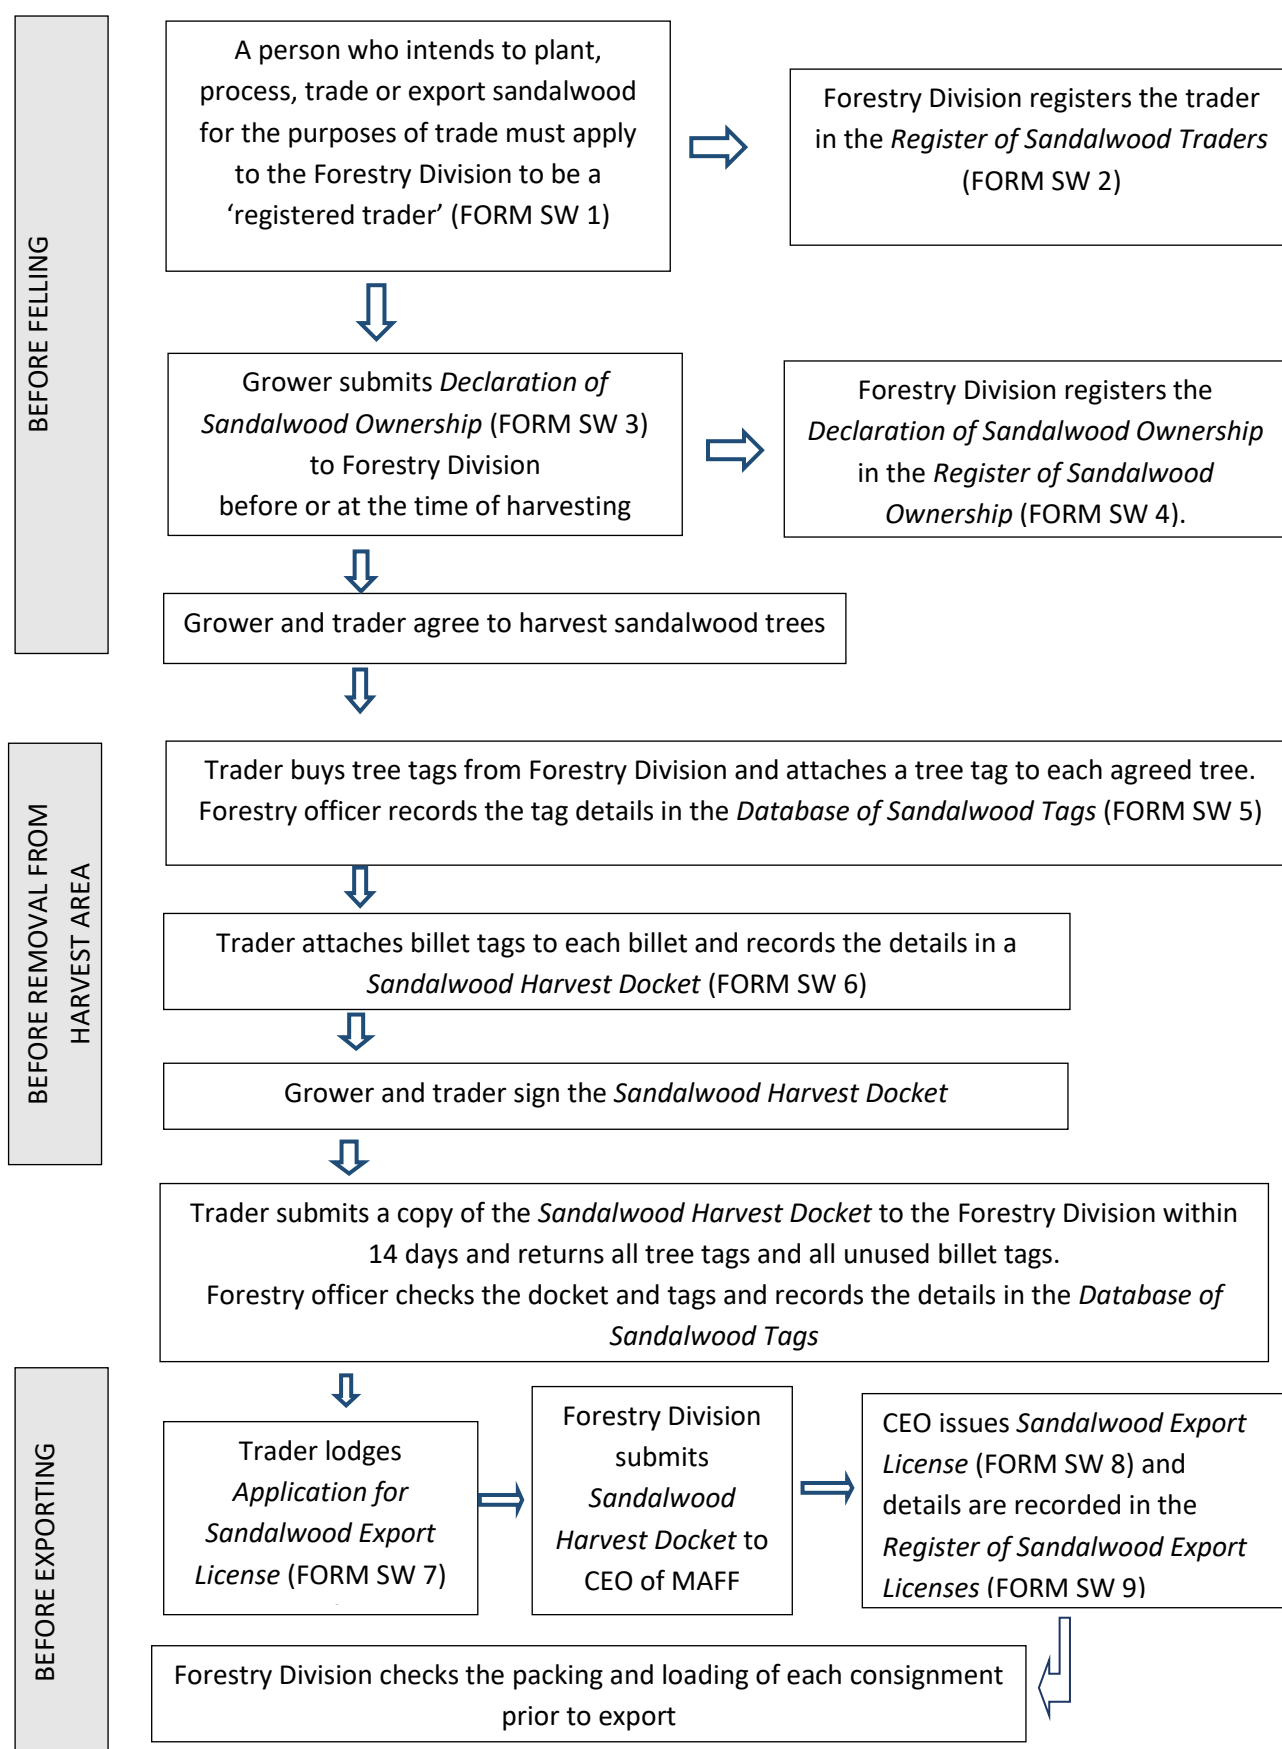 BEFORE FELLING
A person who intends to plant,
process, trade or export sandalwood
for the purposes of trade must apply
to the Forestry Division to be a
‘registered trader’ (FORM SW 1)
Forestry Division registers the trader
in the Register of Sandalwood Traders
(FORM SW 2)
Grower submits Declaration of
Sandalwood Ownership (FORM SW 3)
to Forestry Division
before or at the time of harvesting
Forestry Division registers the
Declaration of Sandalwood Ownership
in the Register of Sandalwood
Ownership (FORM SW 4).
Grower and trader agree to harvest sandalwood trees
BEFORE REMOVAL FROM
HARVEST AREA
Trader buys tree tags from Forestry Division and attaches a tree tag to each agreed tree.
Forestry officer records the tag details in the Database of Sandalwood Tags (FORM SW 5)
Trader attaches billet tags to each billet and records the details in a
Sandalwood Harvest Docket (FORM SW 6)
Grower and trader sign the Sandalwood Harvest Docket
Trader submits a copy of the Sandalwood Harvest Docket to the Forestry Division within
14 days and returns all tree tags and all unused billet tags.
Forestry officer checks the docket and tags and records the details in the Database of
Sandalwood Tags
BEFORE EXPORTING
Trader lodges
Application for
Sandalwood Export
License (FORM SW 7)
Forestry Division
submits
Sandalwood
Harvest Docket to
CEO of MAFF
CEO issues Sandalwood Export
License (FORM SW 8) and
details are recorded in the
Register of Sandalwood Export
Licenses (FORM SW 9)
Forestry Division checks the packing and loading of each consignment
prior to export